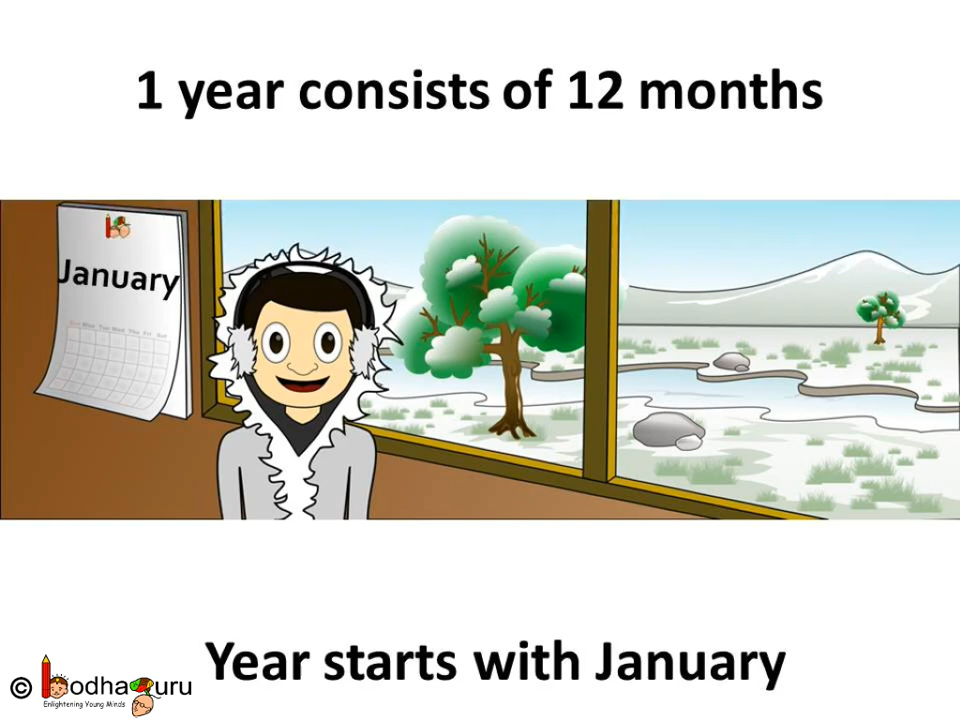 1 year consists of 12 months
January
Sun Mon Tue Wed Thu Fri Sat
Year starts with January
© BodhaGuru
Enlightening Young Minds